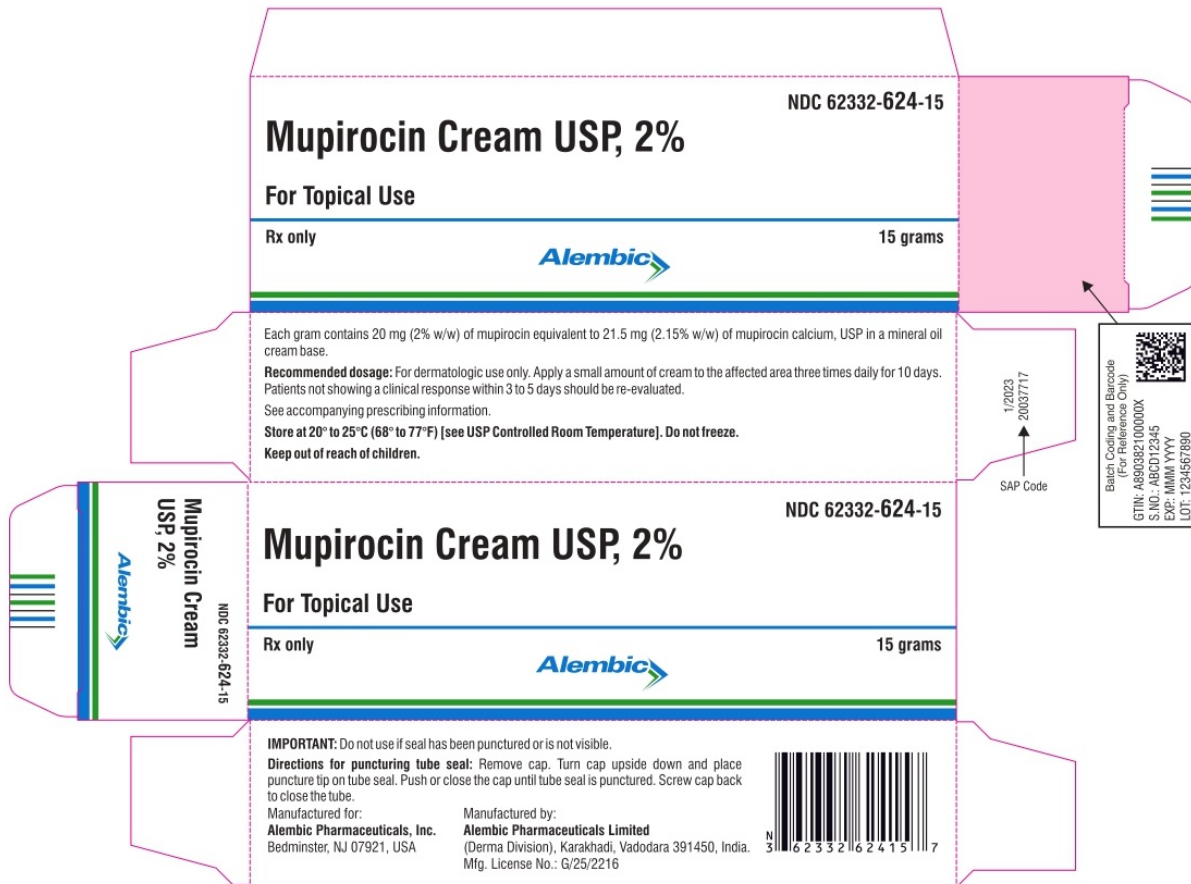 NDC 62332-624-15
Mupirocin Cream USP, 2%
For Topical Use
Rx only
15 grams
Alembic
Each gram contains 20 mg (2% w/w) of mupirocin equivalent to 21.5 mg (2.15% w/w) of mupirocin calcium, USP in a mineral oil
cream base.
Recommended dosage: For dermatologic use only. Apply a small amount of cream to the affected area three times daily for 10 days.
Patients not showing a clinical response within 3 to 5 days should be re-evaluated.
See accompanying prescribing information.
Store at 20° to 25°C (68° to 77°F) [see USP Controlled Room Temperature]. Do not freeze.
Keep out of reach of children.
1/2023
20037717
SAP Code
Batch Coding and Barcode
(For Reference Only)
GTIN: A890382100000X
S.NO.: ABCD12345
EXP.: MMM YYYY
LOT: 1234567890
Mupirocin Cream
USP, 2%
NDC 62332-624-15
Alembic
NDC 62332-624-15
Mupirocin Cream USP, 2%
For Topical Use
Rx only
15 grams
Alembic
IMPORTANT: Do not use if seal has been punctured or is not visible.
Directions for puncturing tube seal: Remove cap. Turn cap upside down and place
puncture tip on tube seal. Push or close the cap until tube seal is punctured. Screw cap back
to close the tube.
Manufactured for:
Alembic Pharmaceuticals, Inc.
Bedminster, NJ 07921, USA
Manufactured by:
Alembic Pharmaceuticals Limited
(Derma Division), Karakhadi, Vadodara 391450, India.
Mfg. License No.: G/25/2216
N
3 62332 62415 7